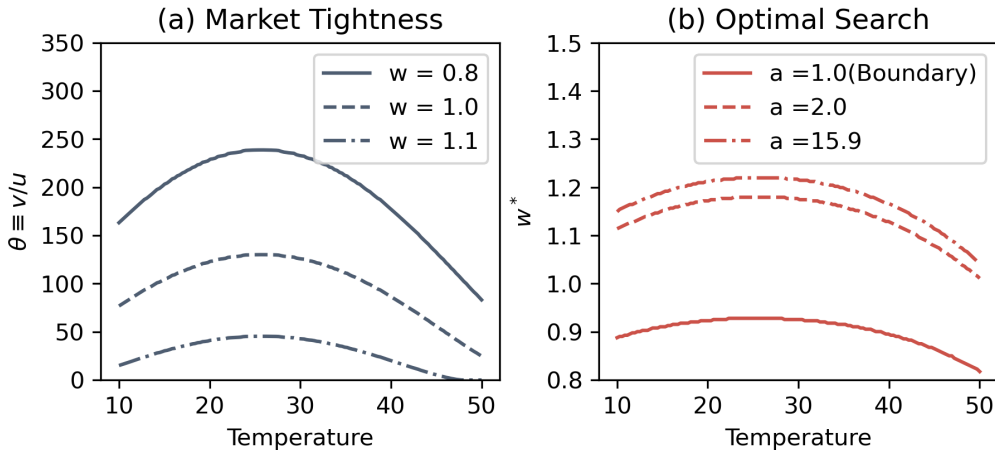 (a) Market Tightness
350
300
250
200
150
100
50
0
θ ≡ v/u
w = 0.8
w = 1.0
w = 1.1
10 20 30 40 50
Temperature
(b) Optimal Search
1.5
1.4
1.3
1.2
1.1
1.0
0.9
0.8
w*
a =1.0(Boundary)
a =2.0
a =15.9
10 20 30 40 50
Temperature